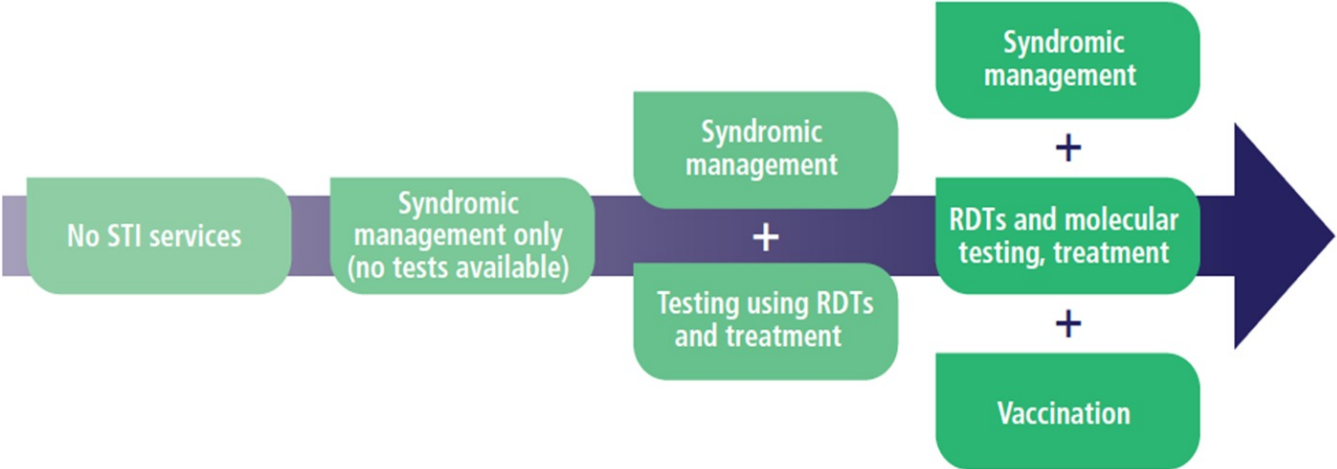 No STI services
Syndromic
management only
(no tests available)
Syndromic
management
+
Testing using RDTs
and treatment
Syndromic
management
+
RDTs and molecular
testing, treatment
+
Vaccination